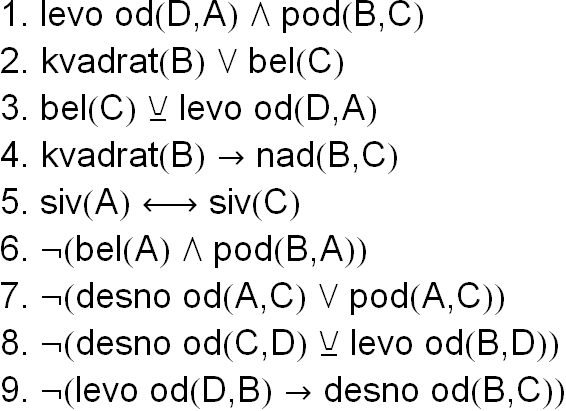 1. levo od(D,A) ∧ pod(B,C)
2. kvadrat(B) ∨ bel(C)
3. bel(C) ⊻ levo od(D,A)
4. kvadrat(B) → nad(B,C)
5. siv(A) ⟷ siv(C)
6. ¬(bel(A) ∧ pod(B,A))
7. ¬(desno od(A,C) ∨ pod(A,C))
8. ¬(desno od(C,D) ⊻ levo od(B,D))
9. ¬(levo od(D,B) → desno od(B,C))